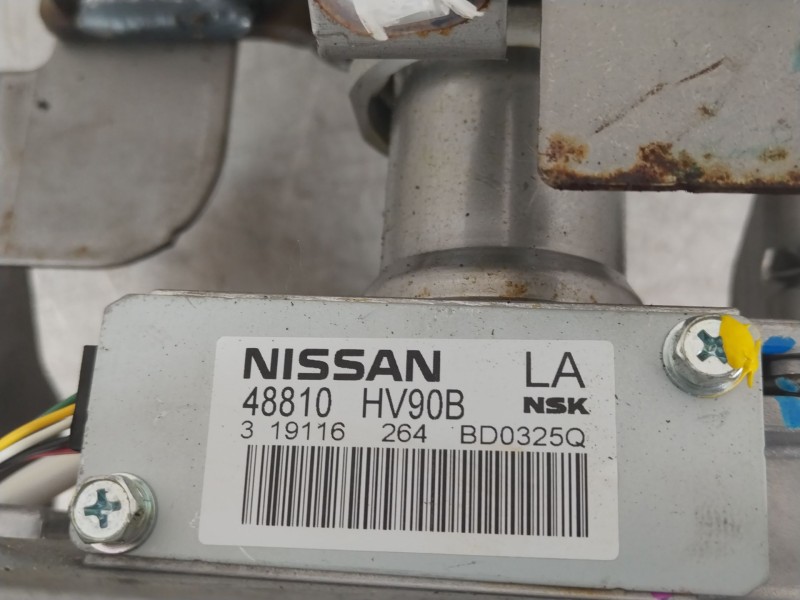 NISSAN LA
48810 HV90B NSK
3 19116 264 BD0325Q